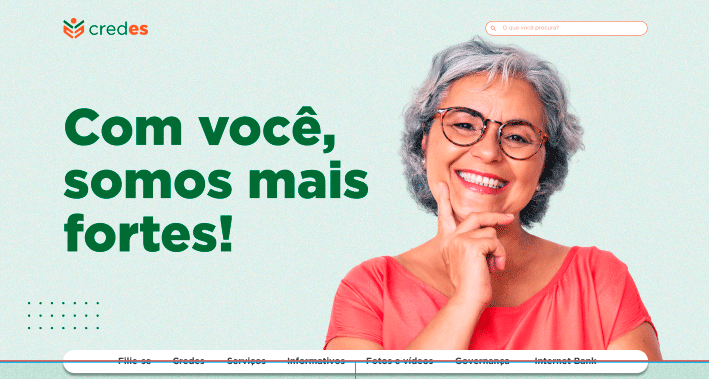 credes
O que você procura?
Com você,
somos mais
fortes!
Filie-se Credes Serviços Informativos Fotos e vídeos Governança Internet Bank